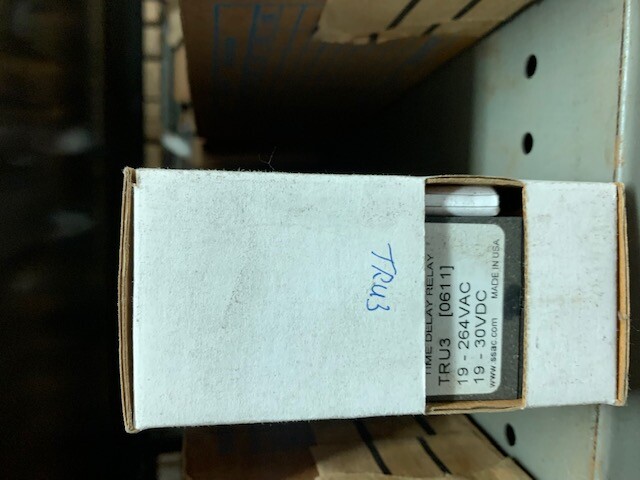 TRU3
TIME DELAY RELAY
TRU3 [0611]
19 - 264VAC
19 - 30VDC
www.ssac.com MADE IN USA